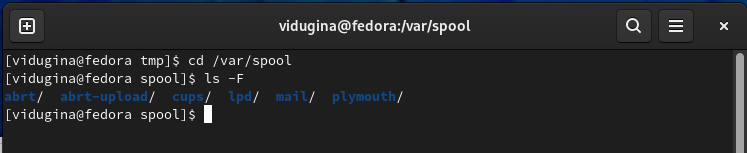 vidugina@fedora:/var/spool
[vidugina@fedora tmp]$ cd /var/spool
[vidugina@fedora spool]$ ls -F
abrt/  abrt-upload/  cups/  lpd/  mail/  plymouth/
[vidugina@fedora spool]$